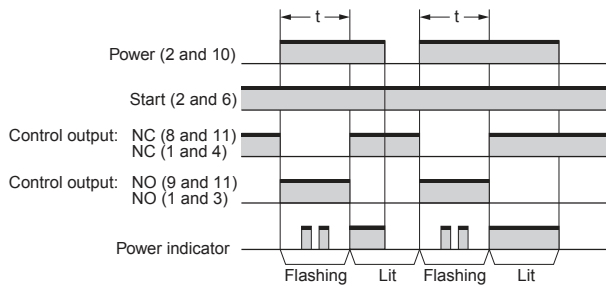 t t
Power (2 and 10)
Start (2 and 6)
Control output: NC (8 and 11)
NC (1 and 4)
Control output: NO (9 and 11)
NO (1 and 3)
Power indicator
Flashing Lit Flashing Lit